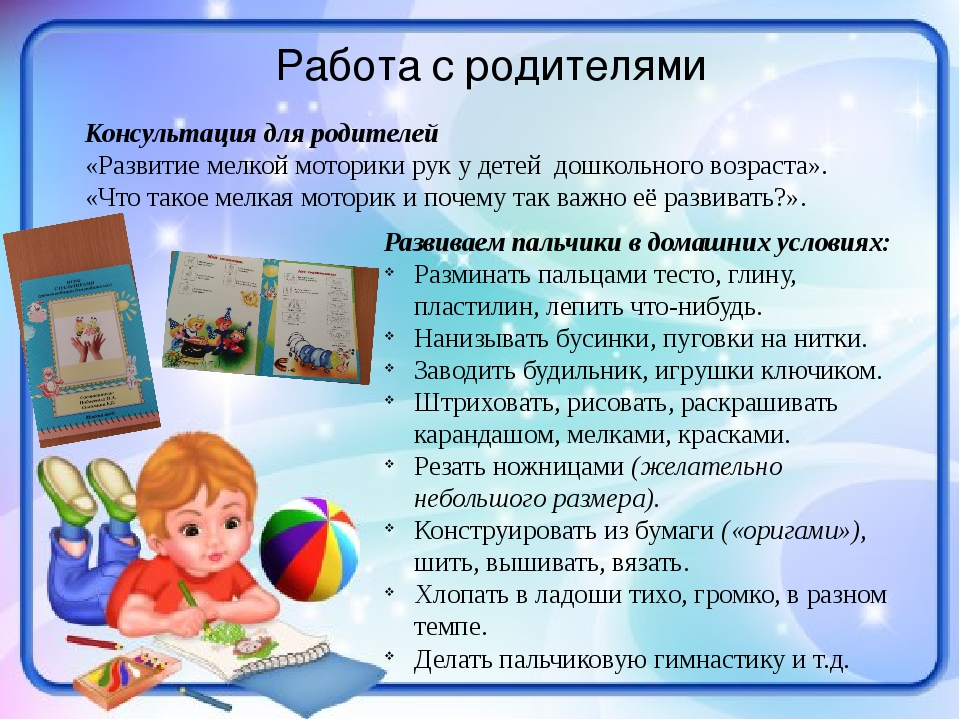 Работа с родителями
Консультация для родителей
«Развитие мелкой моторики рук у детей дошкольного возраста».
«Что такое мелкая моторик и почему так важно её развивать?».
Развиваем пальчики в домашних условиях:
Разминать пальцами тесто, глину,
пластилин, лепить что-нибудь.
Нанизывать бусинки, пуговки на нитки.
Заводить будильник, игрушки ключиком.
Штриховать, рисовать, раскрашивать
карандашом, мелками, красками.
Резать ножницами (желательно
небольшого размера).
Конструировать из бумаги («оригами»),
шить, вышивать, вязать.
Хлопать в ладоши тихо, громко, в разном
темпе.
Делать пальчиковую гимнастику и т.д.